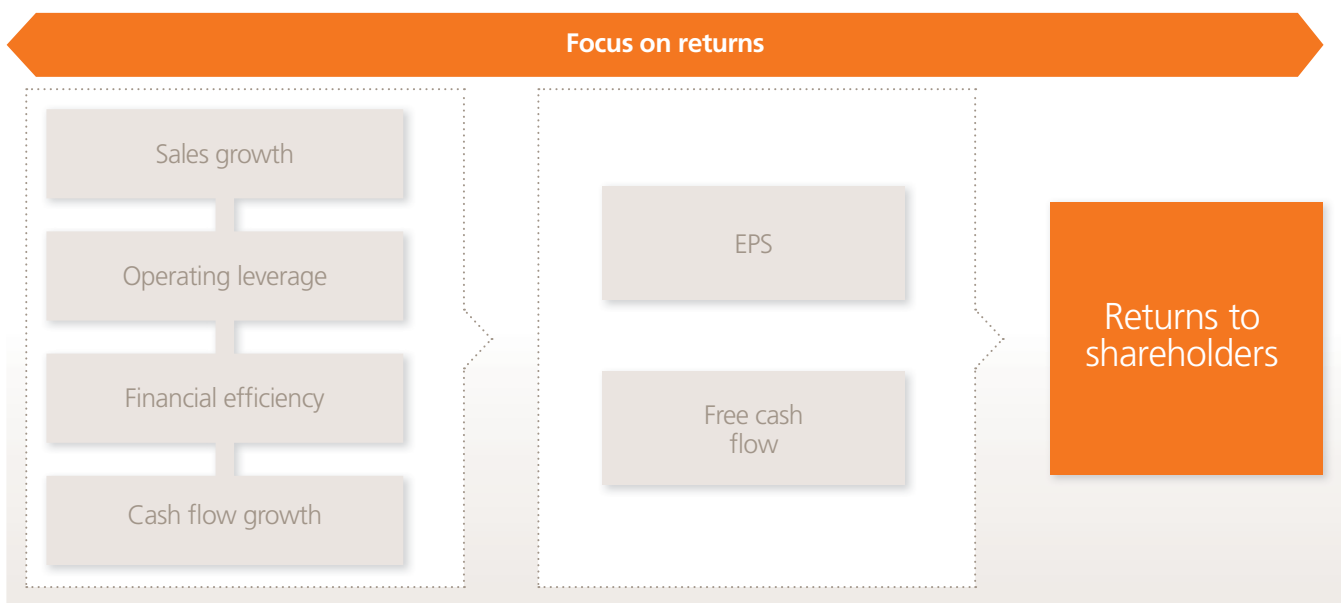 Focus on returns
Sales growth
Operating leverage
Financial efficiency
Cash flow growth
EPS
Free cash
flow
Returns to
shareholders